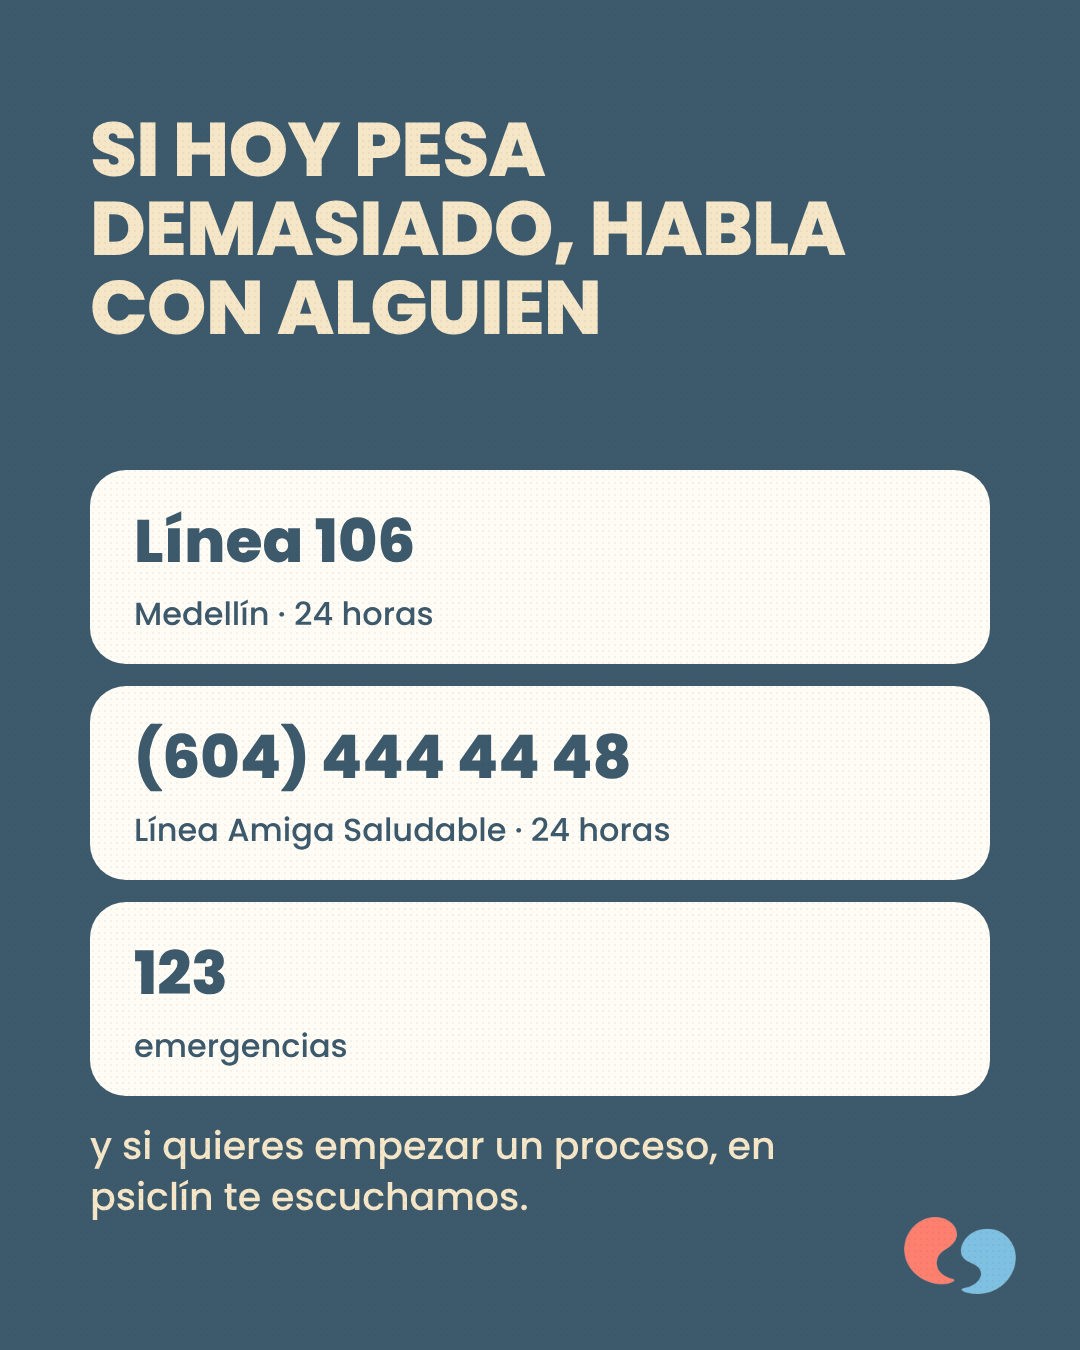 SI HOY PESA
DEMASIADO, HABLA
CON ALGUIEN
Línea 106
Medellín · 24 horas
(604) 444 44 48
Línea Amiga Saludable · 24 horas
123
emergencias
y si quieres empezar un proceso, en
psiclín te escuchamos.